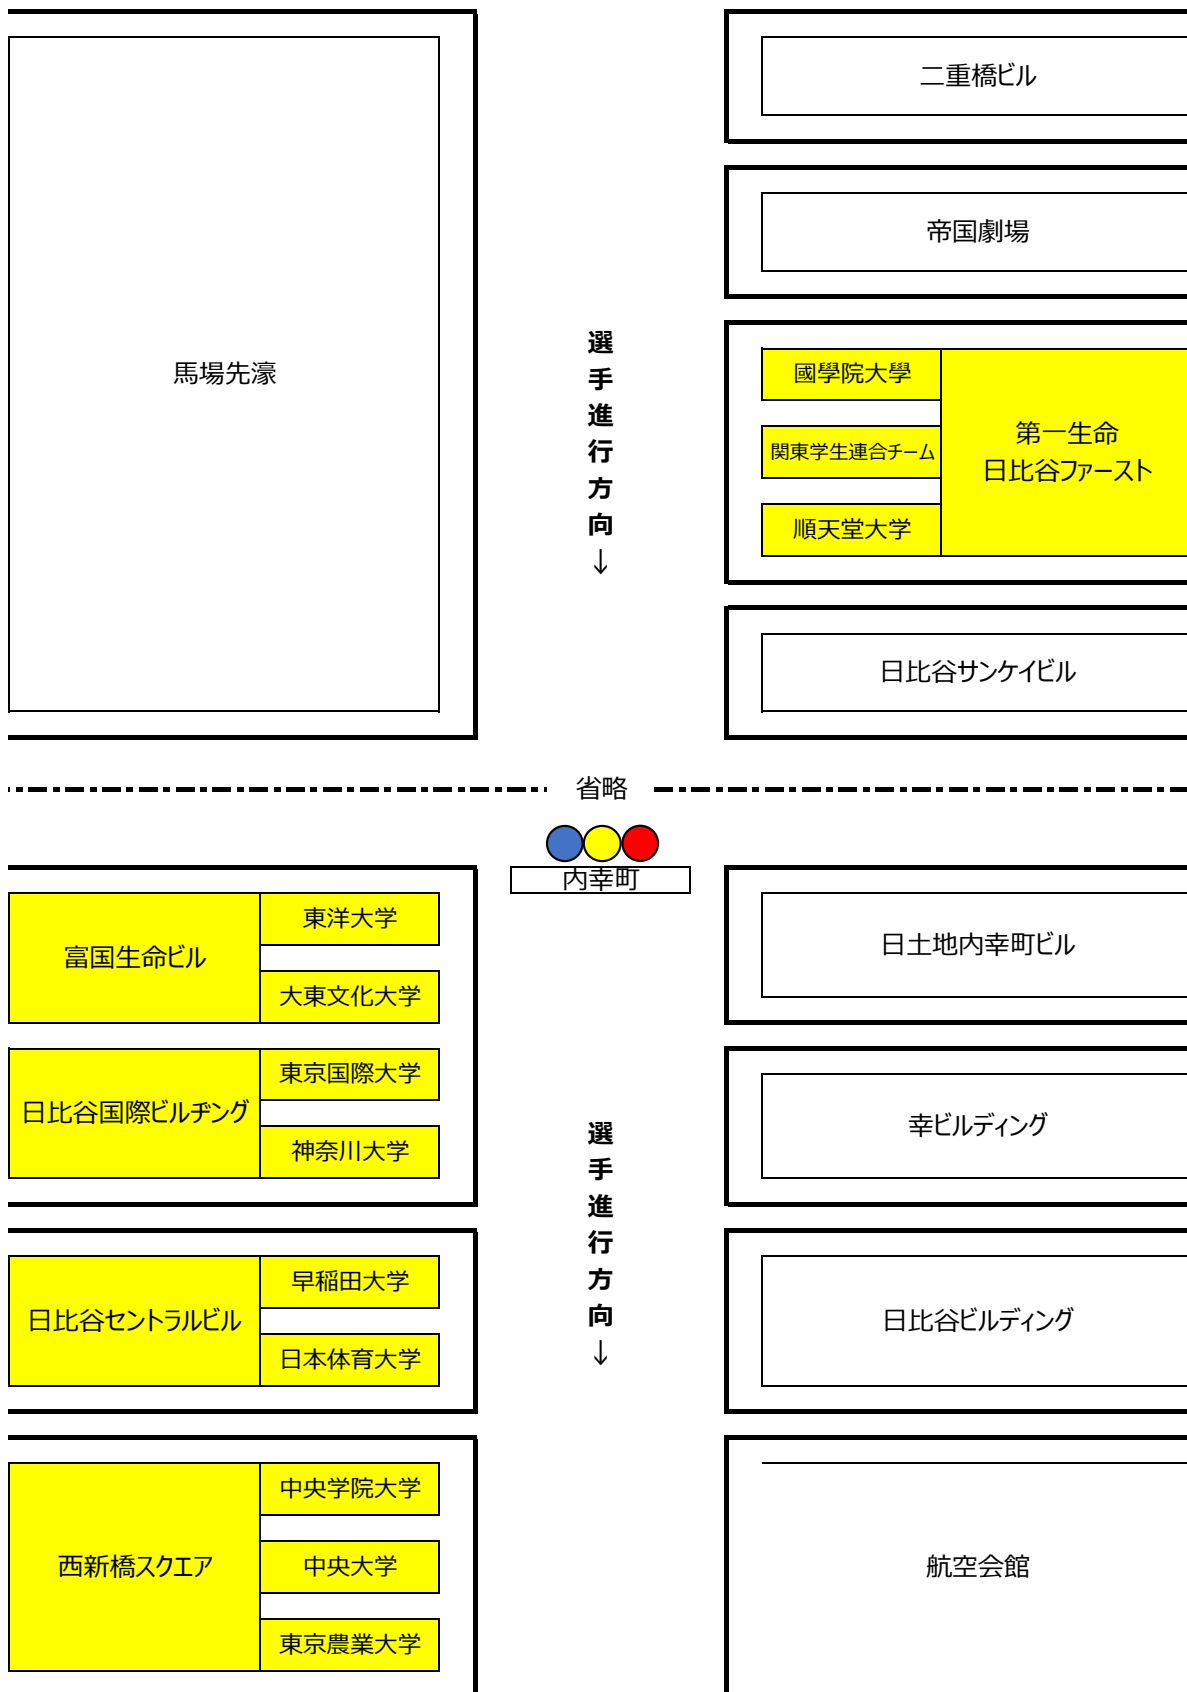 二重橋ビル
帝国劇場
馬場先濠
選手進行方向↓
國學院大學
関東学生連合チーム
順天堂大学
第一生命
日比谷ファースト
日比谷サンケイビル
省略
内幸町
富国生命ビル
東洋大学
大東文化大学
日土地内幸町ビル
日比谷国際ビルヂング
東京国際大学
神奈川大学
選手進行方向↓
幸ビルディング
日比谷セントラルビル
早稲田大学
日本体育大学
日比谷ビルディング
西新橋スクエア
中央学院大学
中央大学
東京農業大学
航空会館